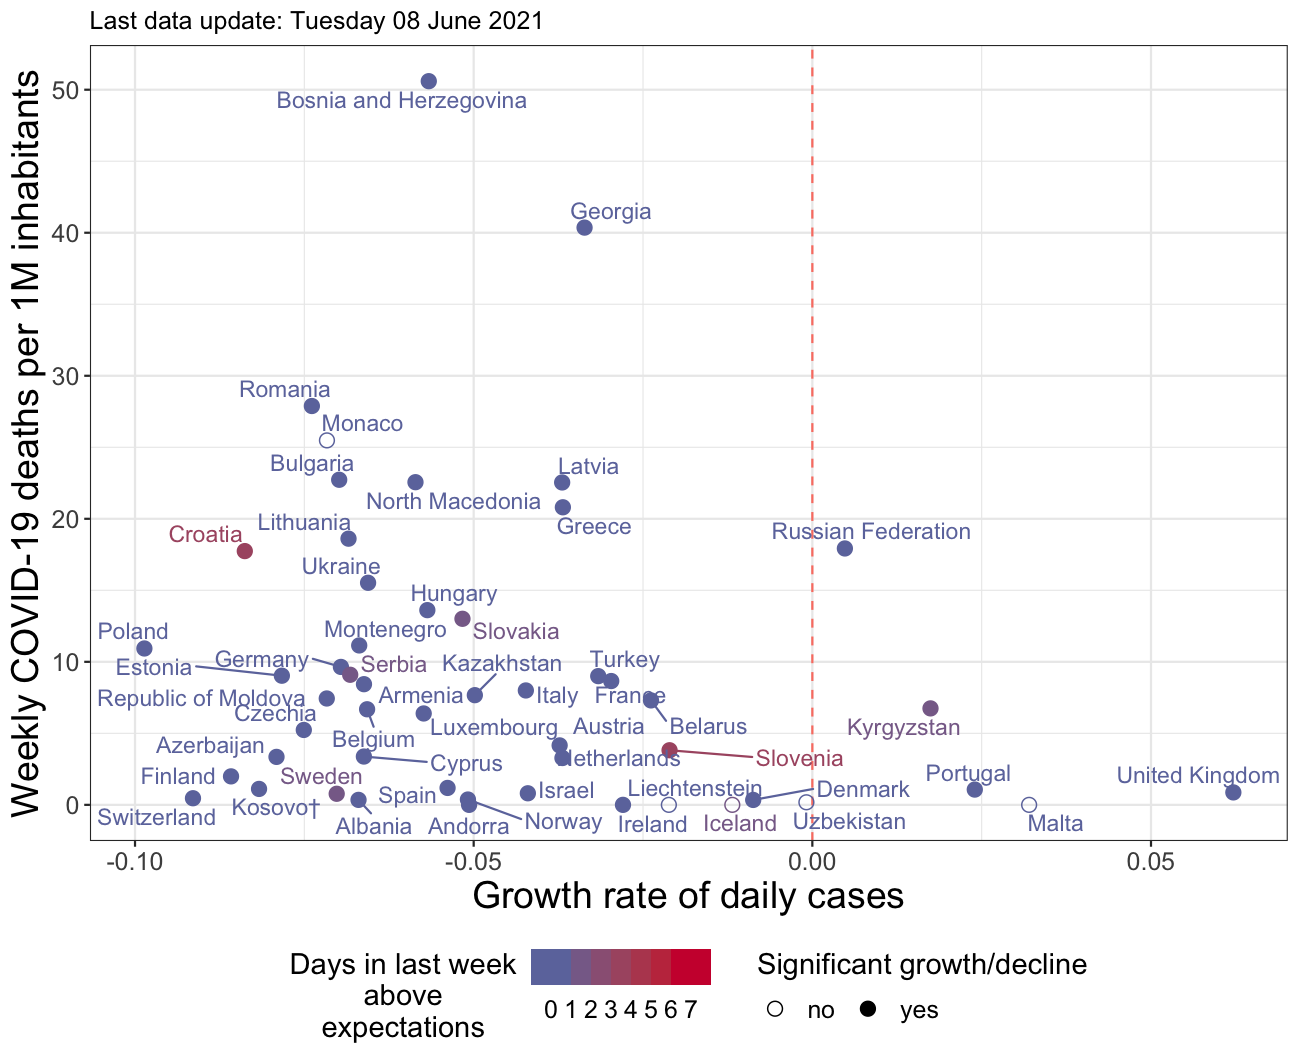 Last data update: Tuesday 08 June 2021
Weekly COVID-19 deaths per 1M inhabitants
50
40
30
20
10
0
Bosnia and Herzegovina
Georgia
Romania
Monaco
Bulgaria
Latvia
North Macedonia
Lithuania
Greece
Croatia
Russian Federation
Ukraine
Hungary
Poland
Montenegro
Slovakia
Estonia
Germany
Serbia
Kazakhstan
Turkey
Republic of Moldova
Armenia
Italy
France
Czechia
Luxembourg
Austria
Belarus
Kyrgyzstan
Azerbaijan
Belgium
Netherlands
Slovenia
Cyprus
Finland
Sweden
Portugal
United Kingdom
Spain
Israel
Liechtenstein
Denmark
Switzerland
Kosovo†
Albania
Andorra
Norway
Ireland
Iceland
Uzbekistan
Malta
-0.10
-0.05
0.00
0.05
Growth rate of daily cases
Days in last week
above
expectations
0 1 2 3 4 5 6 7
Significant growth/decline
no
yes